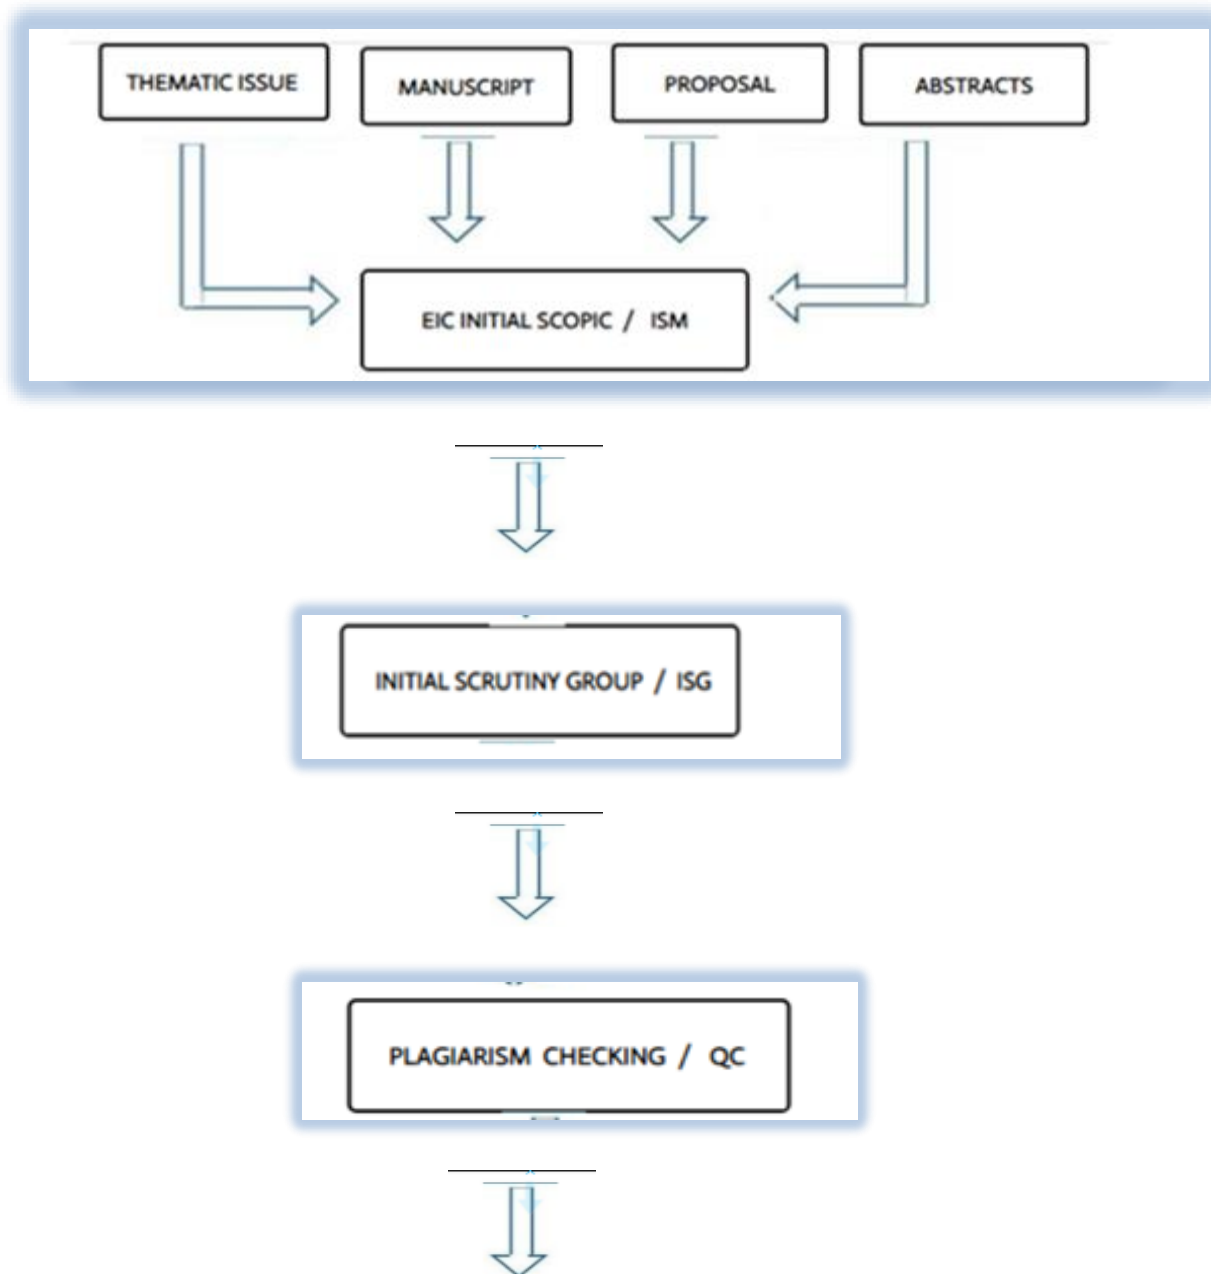 THEMATIC ISSUE
MANUSCRIPT
PROPOSAL
ABSTRACTS
EIC INITIAL SCOPIC / ISM
INITIAL SCRUTINY GROUP / ISG
PLAGIARISM CHECKING / QC